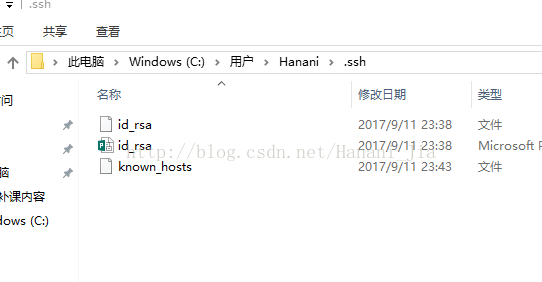 .ssh
主页 共享 查看
此电脑 Windows (C:) 用户 Hanani .ssh
名称 修改日期 类型
id_rsa 2017/9/11 23:38 文件
id_rsa 2017/9/11 23:38 Microsoft P
known_hosts 2017/9/11 23:43 文件
访问
脑
补课内容
dows (C:)
http://blog.csdn.net/Hanani_jia